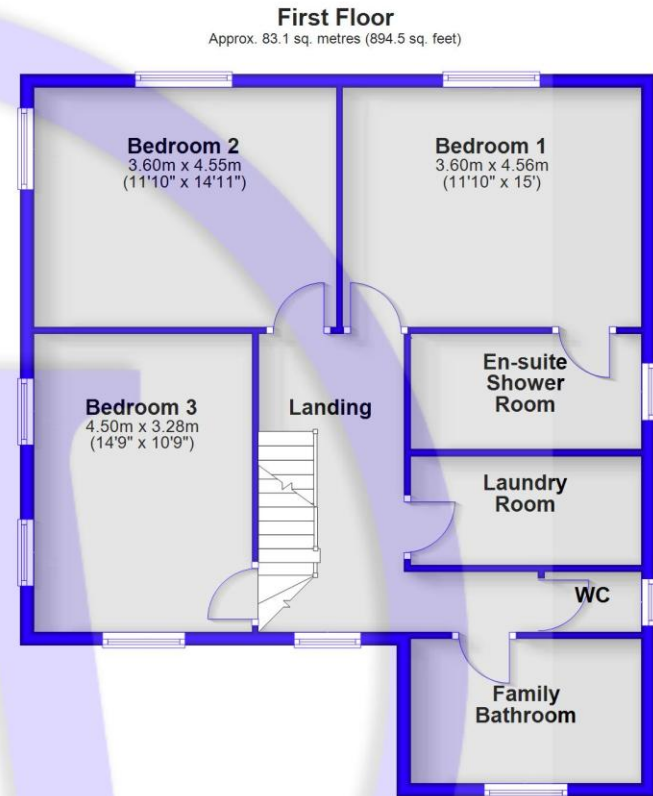 First Floor
Approx. 83.1 sq. metres (894.5 sq. feet)
Bedroom 2
3.60m x 4.55m
(11'10" x 14'11")
Bedroom 1
3.60m x 4.56m
(11'10" x 15')
En-suite
Shower
Room
Bedroom 3
4.50m x 3.28m
(14'9" x 10'9")
Landing
Laundry
Room
WC
Family
Bathroom